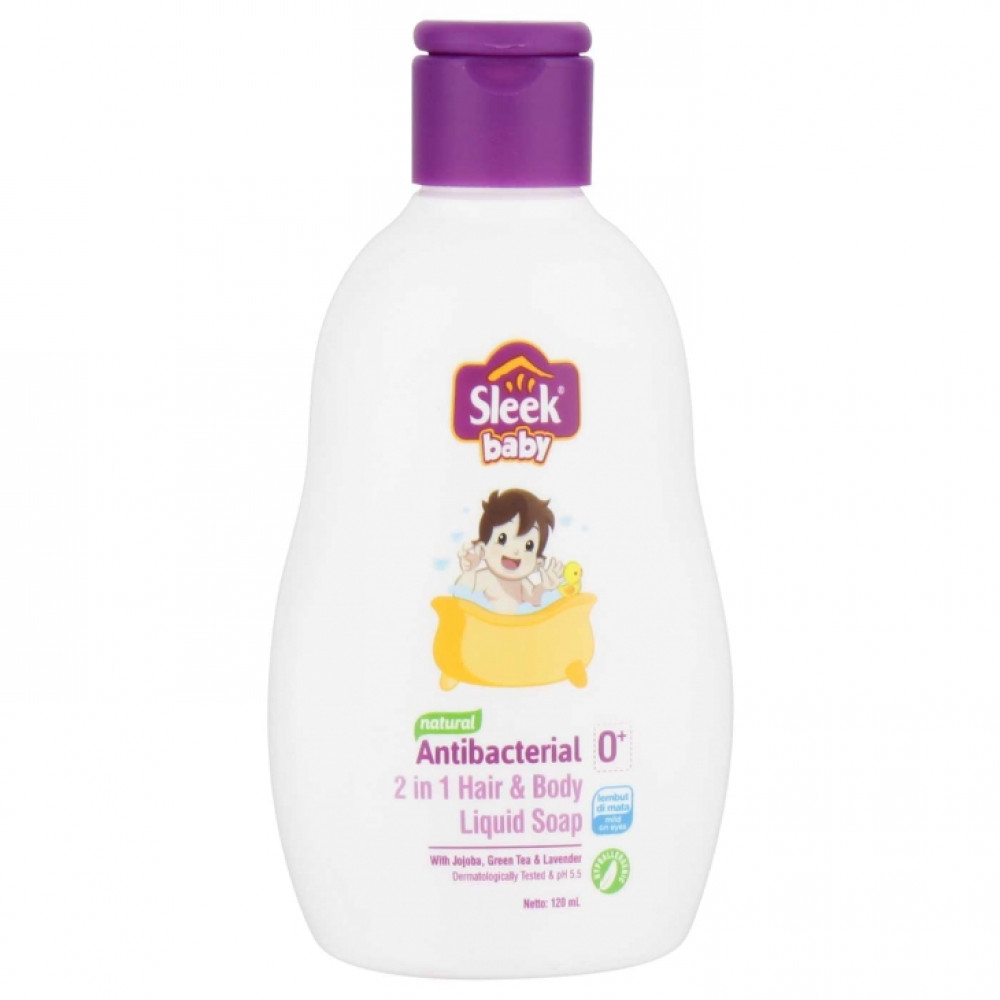 Sleek®
baby
natural
Antibacterial
0+
2 in 1 Hair & Body
Liquid Soap
lembut
di mata
mild
on eyes
With Jojoba, Green Tea & Lavender
Dermatologically Tested & pH 5.5
HYPOALLERGENIC
Netto: 120 ml.